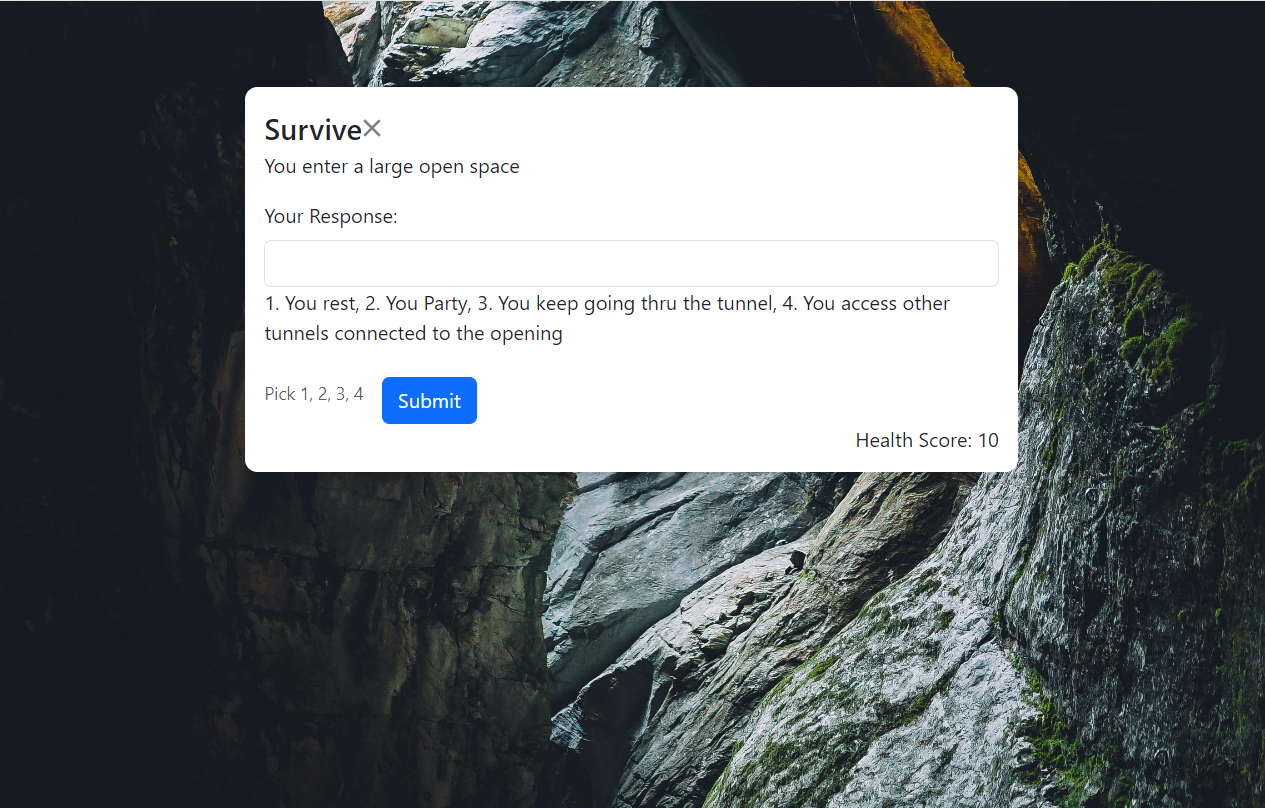 Survive
You enter a large open space
Your Response:
1. You rest, 2. You Party, 3. You keep going thru the tunnel, 4. You access other
tunnels connected to the opening
Pick 1, 2, 3, 4
Submit
Health Score: 10